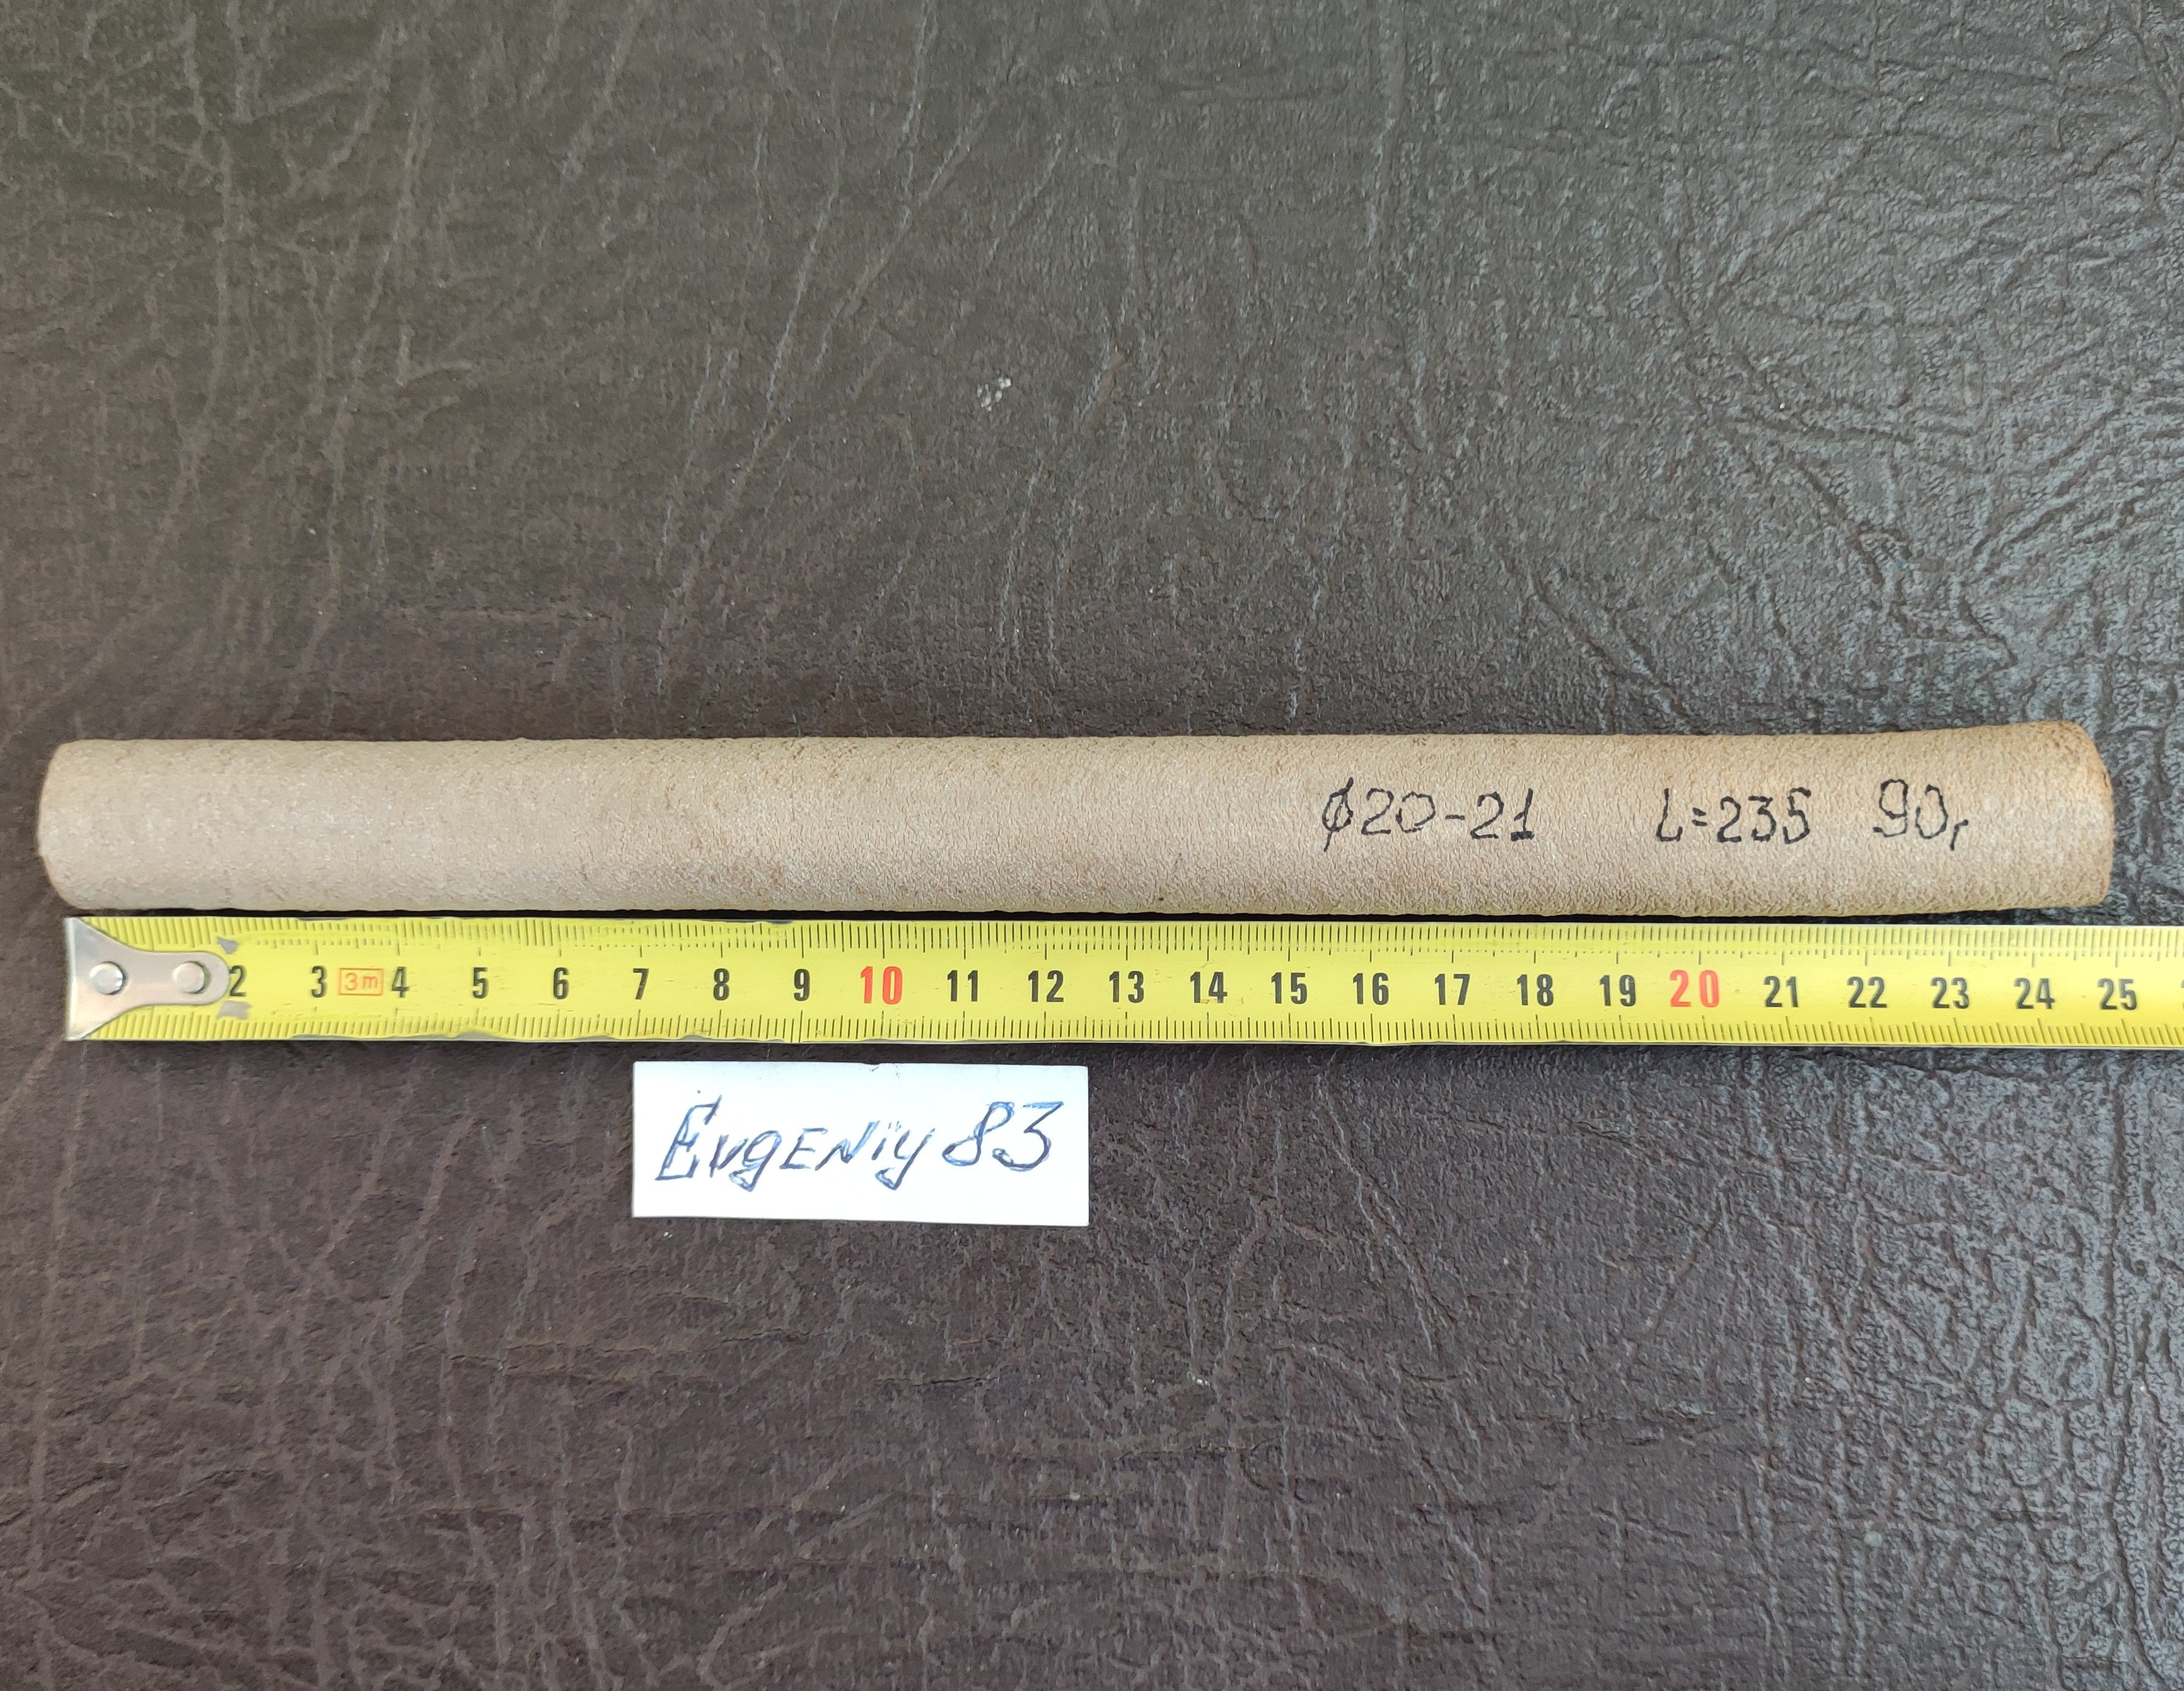 ø20-21 L=235 90г
2 3 3m 4 5 6 7 8 9 10 11 12 13 14 15 16 17 18 19 20 21 22 23 24 25
Evgeniy 83